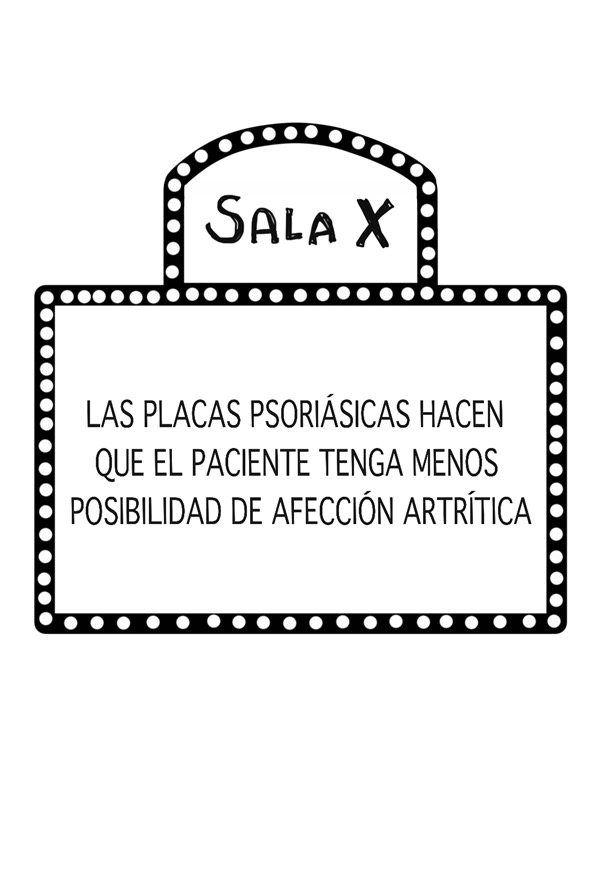 SALA X
LAS PLACAS PSORIÁSICAS HACEN
QUE EL PACIENTE TENGA MENOS
POSIBILIDAD DE AFECCIÓN ARTRÍTICA